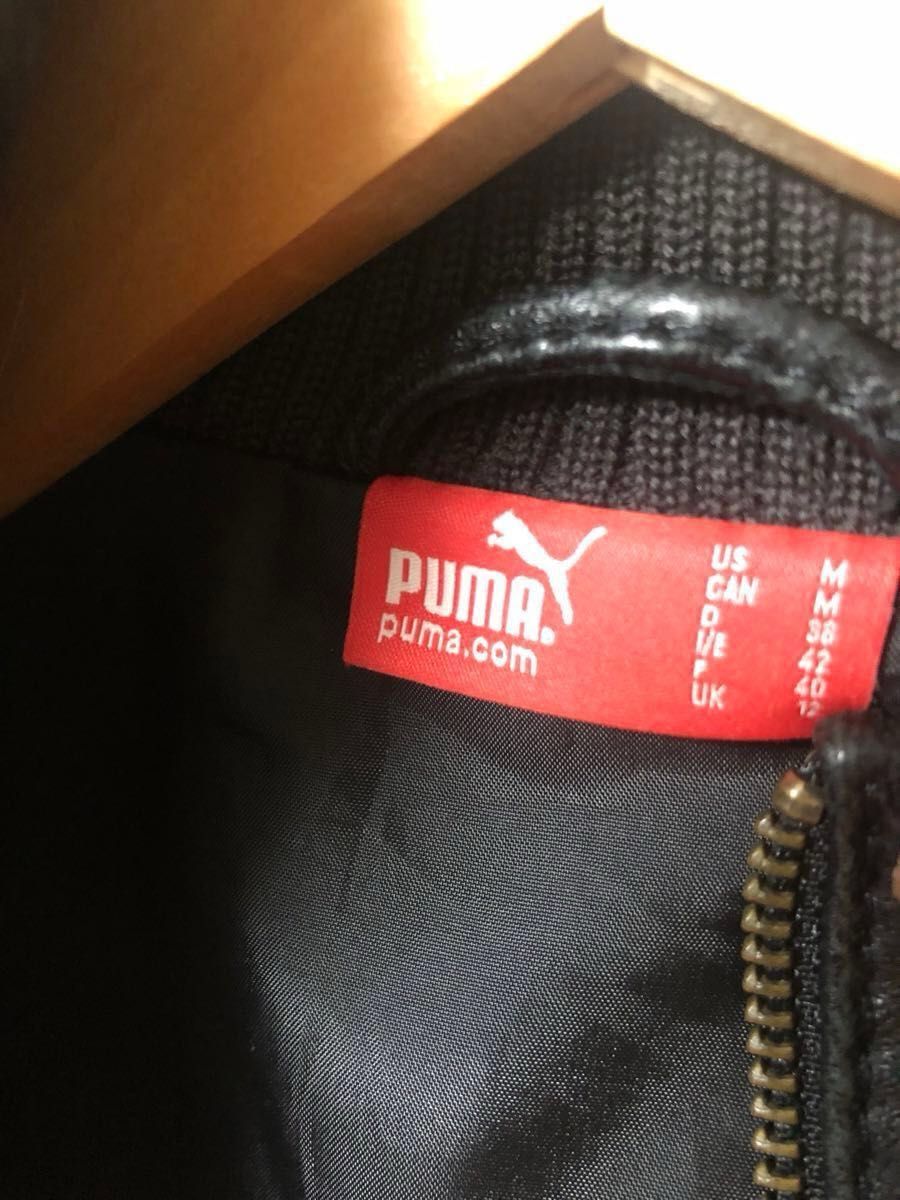 PUMA®
puma.com
US M
CAN M
D 38
I/E 42
F 40
UK 12